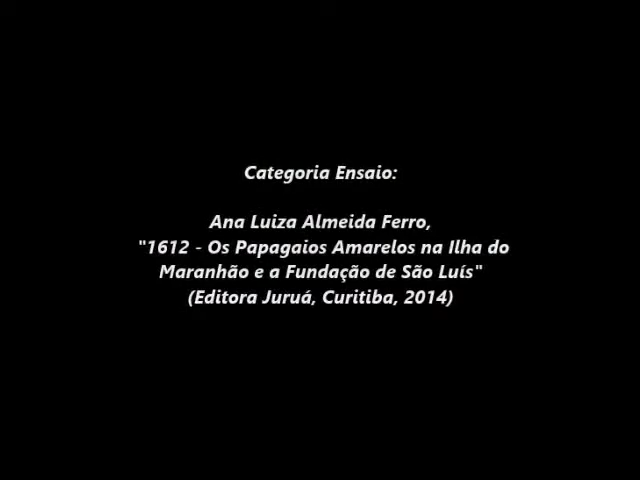 Categoria Ensaio:
Ana Luiza Almeida Ferro,
"1612 - Os Papagaios Amarelos na Ilha do
Maranhão e a Fundação de São Luís"
(Editora Juruá, Curitiba, 2014)